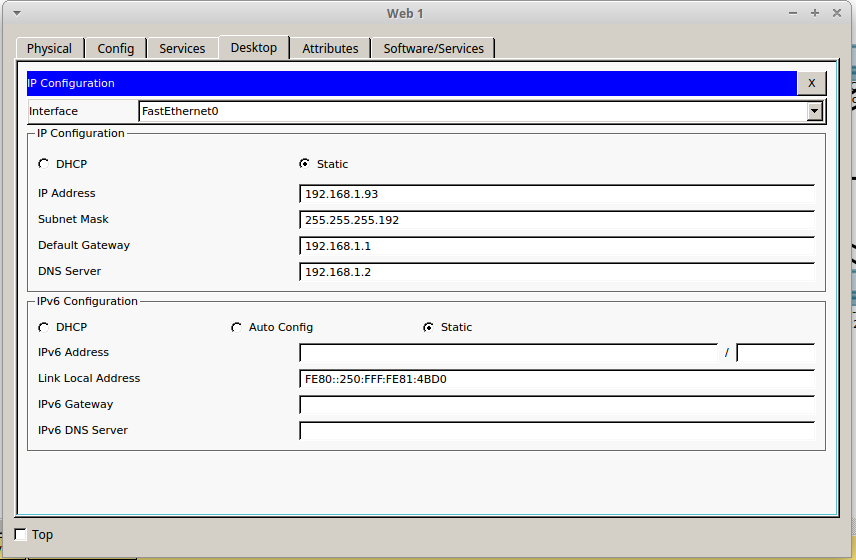 Web 1
Physical Config Services Desktop Attributes Software/Services
IP Configuration X
Interface FastEthernet0
IP Configuration
DHCP Static
IP Address 192.168.1.93
Subnet Mask 255.255.255.192
Default Gateway 192.168.1.1
DNS Server 192.168.1.2
IPv6 Configuration
DHCP Auto Config Static
IPv6 Address /
Link Local Address FE80::250:FFF:FE81:4BD0
IPv6 Gateway
IPv6 DNS Server
Top